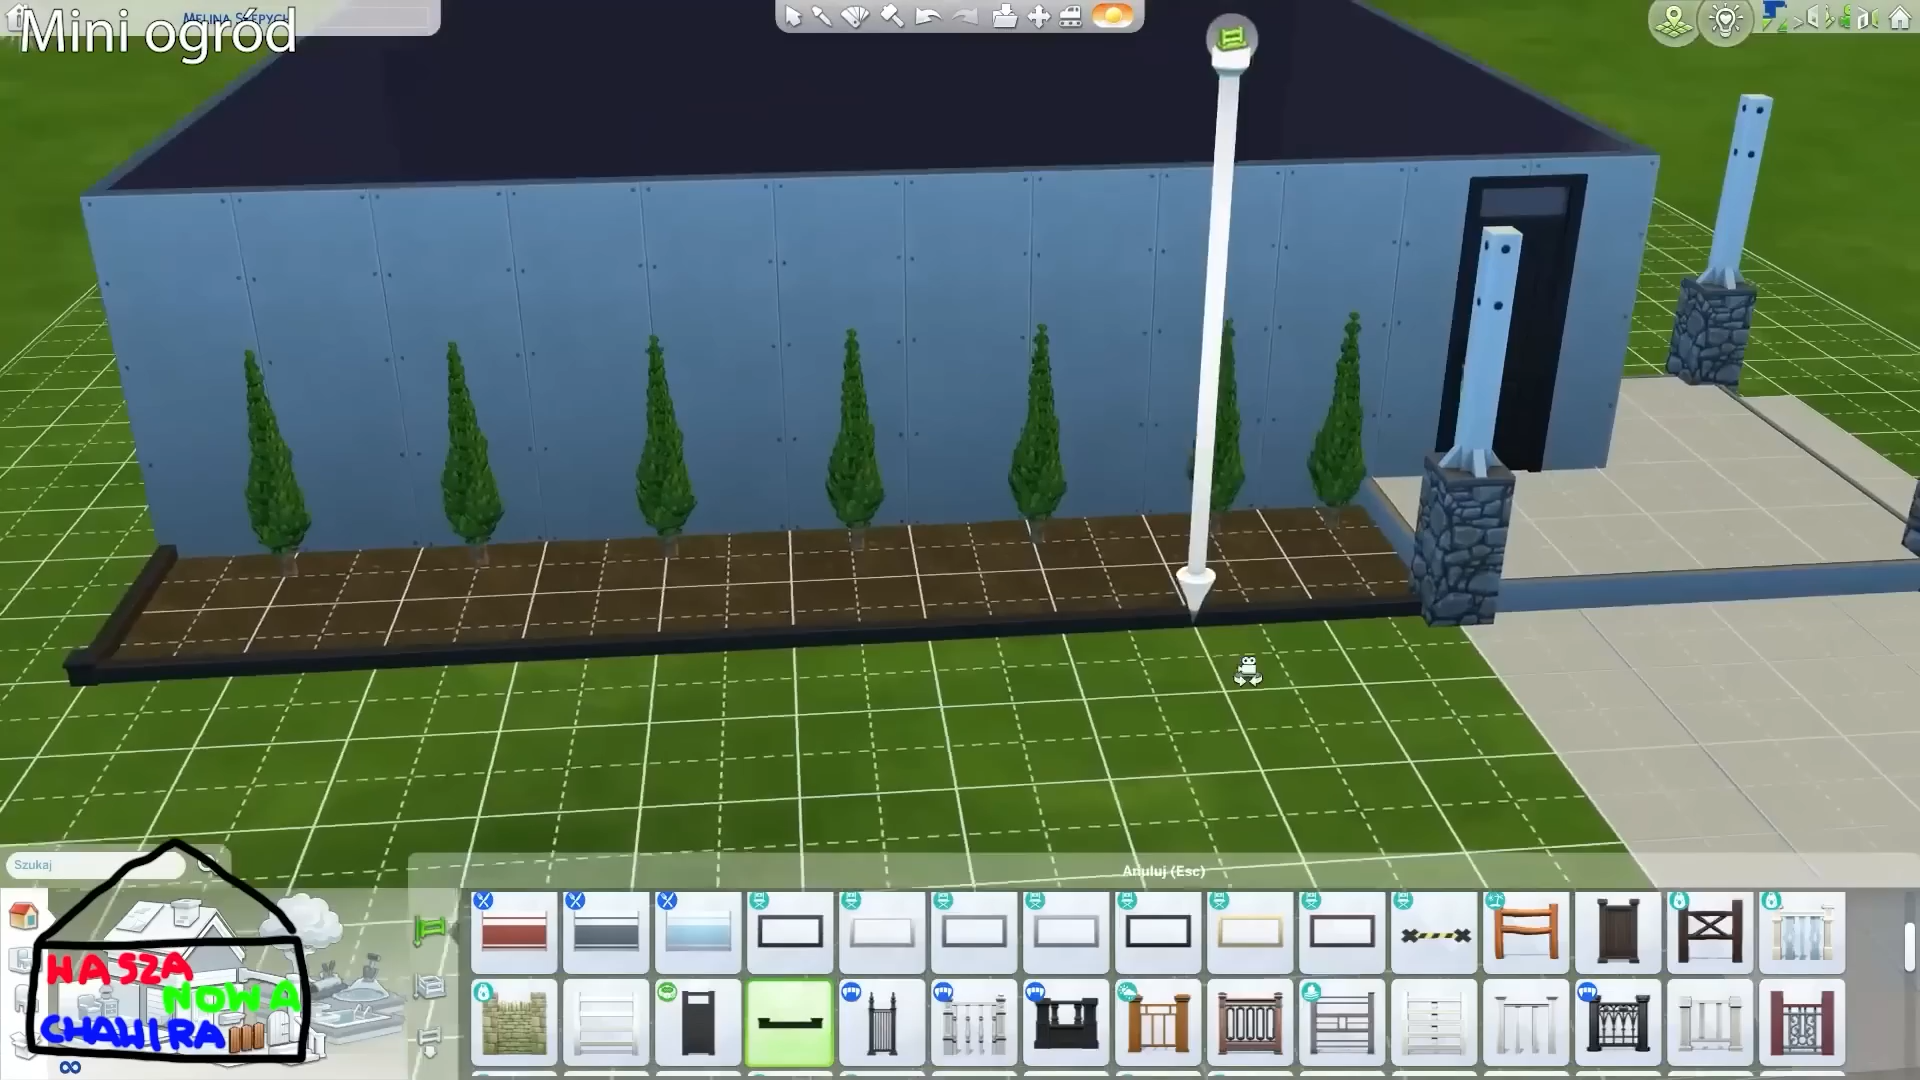 Mini ogród
Anuluj (Esc)
Szukaj
NASZA
NOWA
CHAWIRA